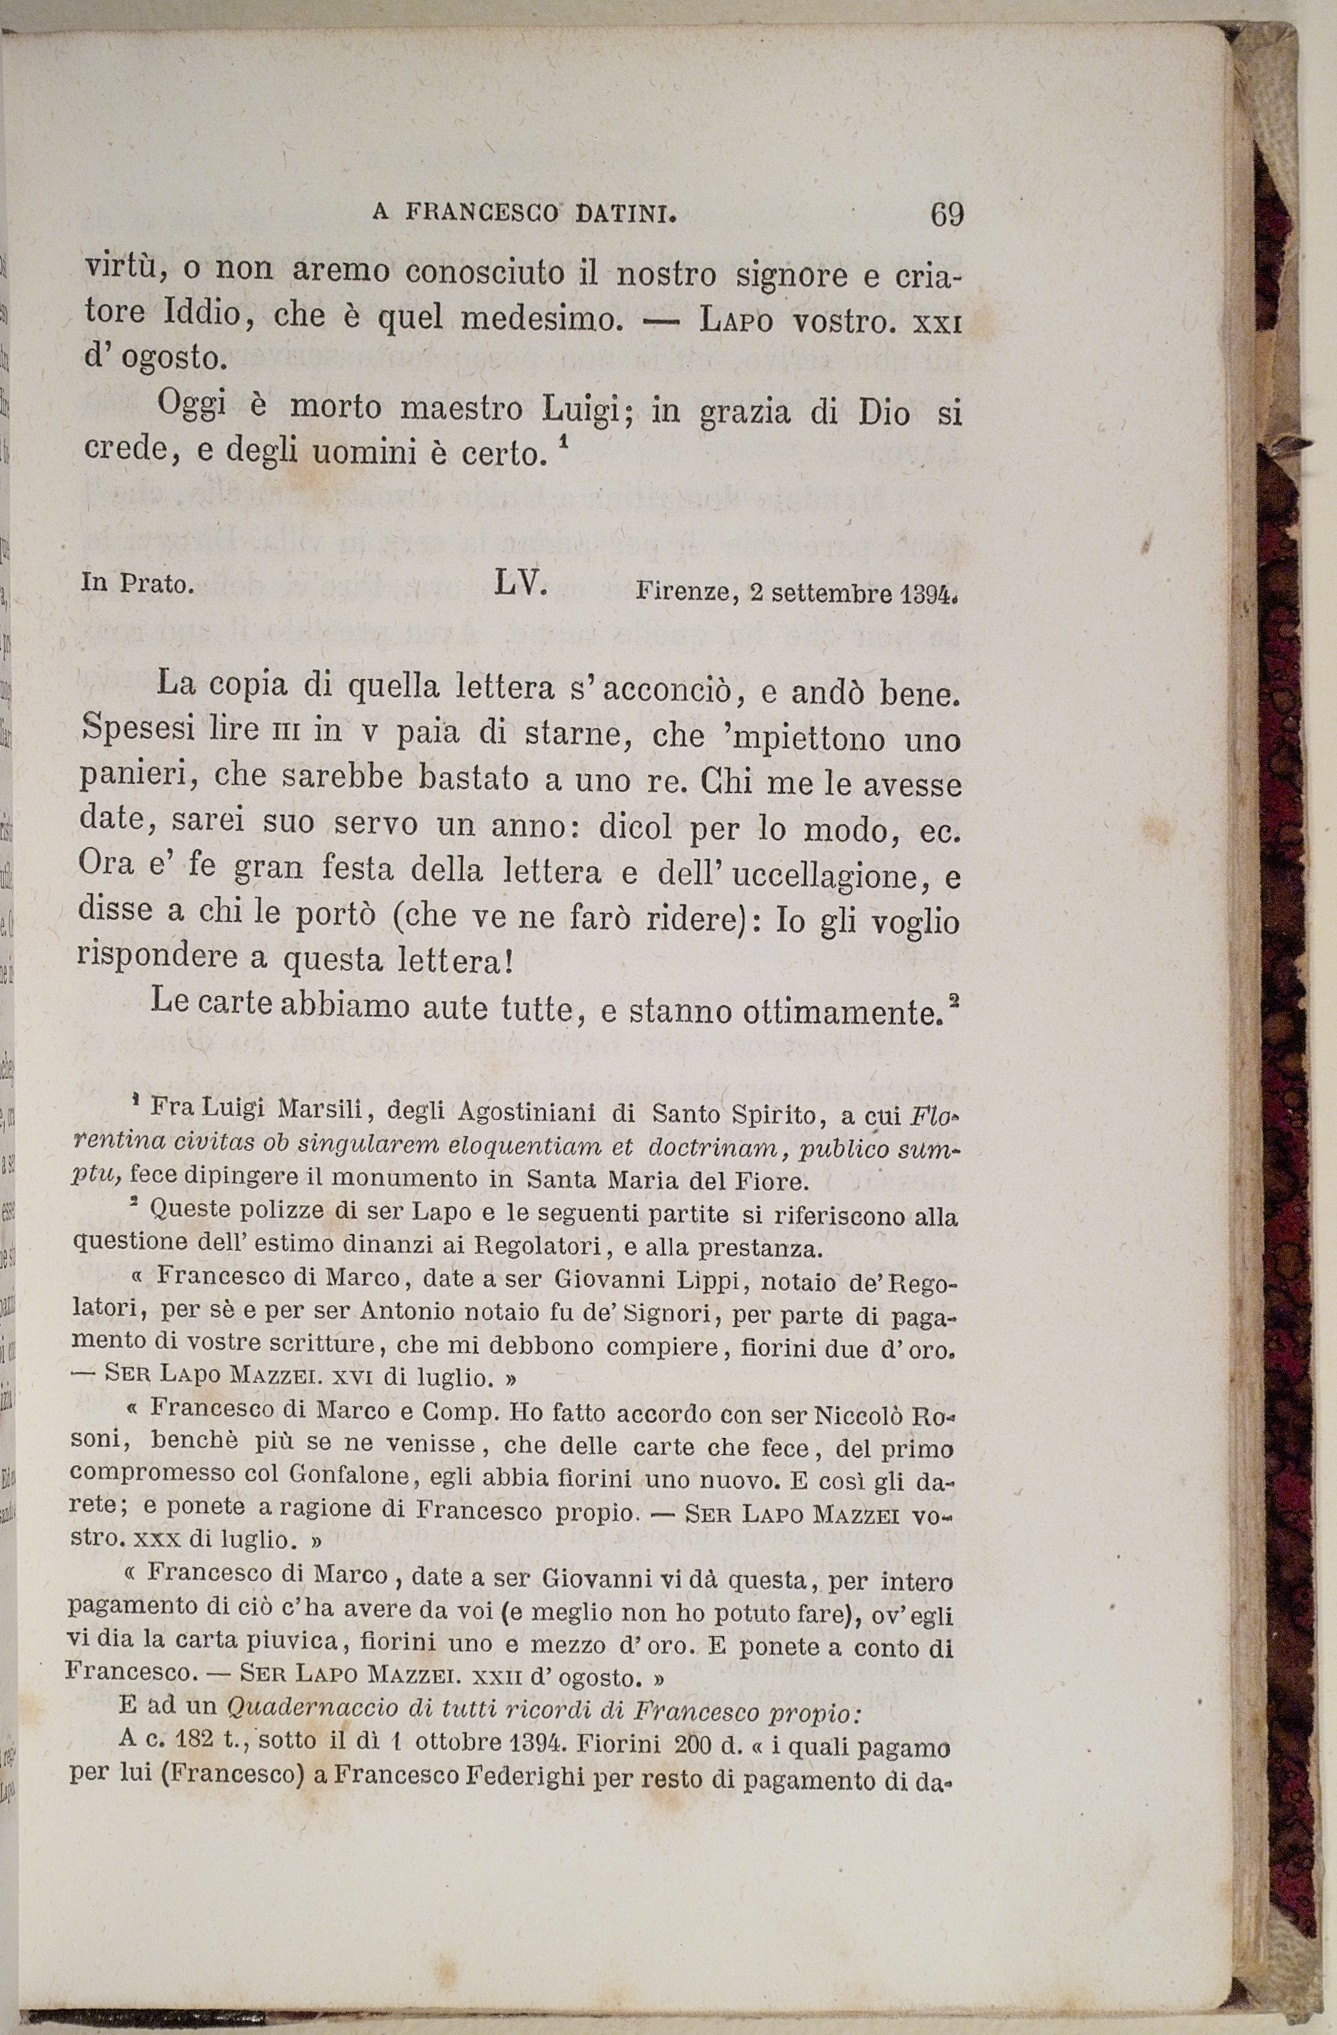 A FRANCESCO DATINI. 69
virtù, o non aremo conosciuto il nostro signore e cria-
tore Iddio, che è quel medesimo. — LAPO vostro. XXI
d' ogosto.
Oggi è morto maestro Luigi; in grazia di Dio si
crede, e degli uomini è certo. ¹
In Prato. LV. Firenze, 2 settembre 1394.
La copia di quella lettera s' acconciò, e andò bene.
Spesesi lire III in V paia di starne, che 'mpiettono uno
panieri, che sarebbe bastato a uno re. Chi me le avesse
date, sarei suo servo un anno: dicol per lo modo, ec.
Ora e' fe gran festa della lettera e dell' uccellagione, e
disse a chi le portò (che ve ne farò ridere): Io gli voglio
rispondere a questa lettera!
Le carte abbiamo aute tutte, e stanno ottimamente.²
¹ Fra Luigi Marsili, degli Agostiniani di Santo Spirito, a cui Flo-
rentina civitas ob singularem eloquentiam et doctrinam, publico sum-
ptu, fece dipingere il monumento in Santa Maria del Fiore.
² Queste polizze di ser Lapo e le seguenti partite si riferiscono alla
questione dell' estimo dinanzi ai Regolatori, e alla prestanza.
« Francesco di Marco, date a ser Giovanni Lippi, notaio de' Rego-
latori, per sè e per ser Antonio notaio fu de' Signori, per parte di paga-
mento di vostre scritture, che mi debbono compiere, fiorini due d' oro.
— SER LAPO MAZZEI. XVI di luglio. »
« Francesco di Marco e Comp. Ho fatto accordo con ser Niccolò Ro-
soni, benchè più se ne venisse, che delle carte che fece, del primo
compromesso col Gonfalone, egli abbia fiorini uno nuovo. E così gli da-
rete; e ponete a ragione di Francesco propio. — SER LAPO MAZZEI vo-
stro. XXX di luglio. »
« Francesco di Marco, date a ser Giovanni vi dà questa, per intero
pagamento di ciò c'ha avere da voi (e meglio non ho potuto fare), ov' egli
vi dia la carta piuvica, fiorini uno e mezzo d' oro. E ponete a conto di
Francesco. — SER LAPO MAZZEI. XXII d' ogosto. »
E ad un Quadernaccio di tutti ricordi di Francesco propio:
A c. 182 t., sotto il dì 1 ottobre 1394. Fiorini 200 d. « i quali pagamo
per lui (Francesco) a Francesco Federighi per resto di pagamento di da-